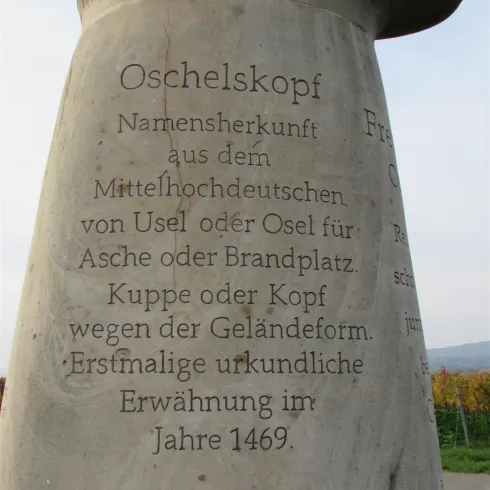 Oschelskopf
Namensherkunft
aus dem
Mittelhochdeutschen
von Usel oder Osel für
Asche oder Brandplatz.
Kuppe oder Kopf
wegen der Geländeform.
Erstmalige urkundliche
Erwähnung im
Jahre 1469.